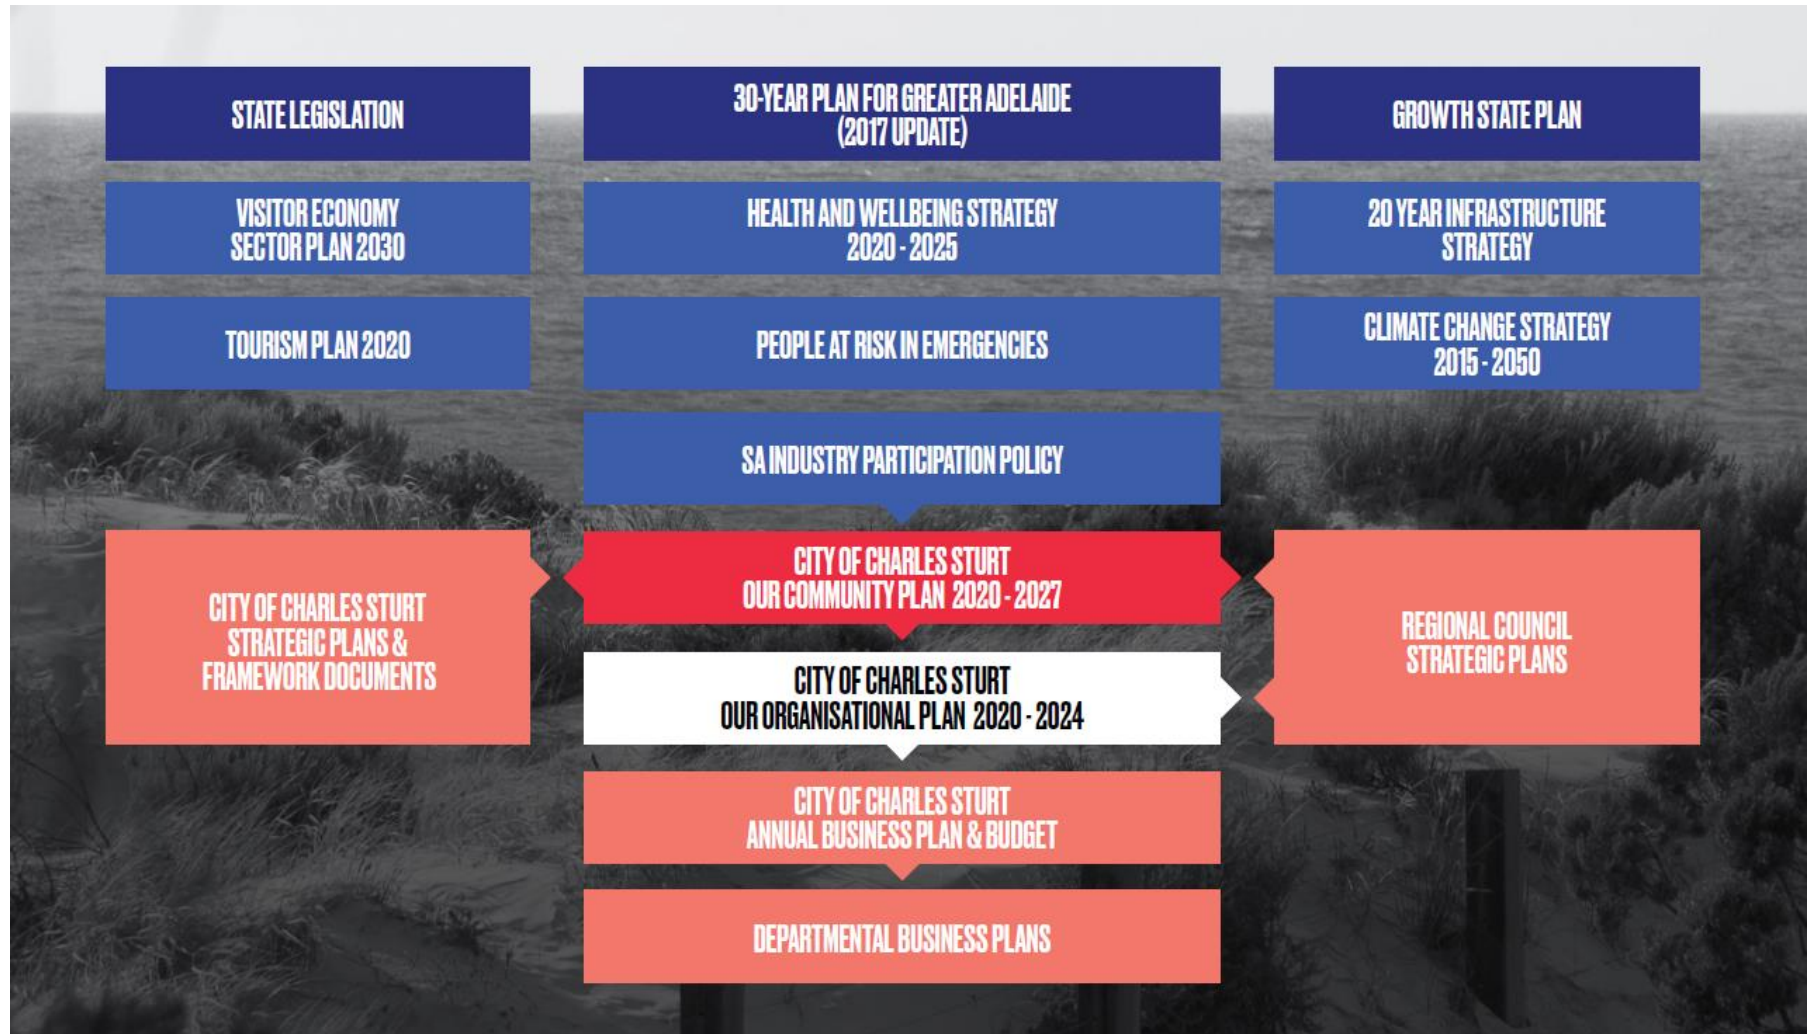 STATE LEGISLATION
30-YEAR PLAN FOR GREATER ADELAIDE
(2017 UPDATE)
GROWTH STATE PLAN
VISITOR ECONOMY
SECTOR PLAN 2030
HEALTH AND WELLBEING STRATEGY
2020 - 2025
20 YEAR INFRASTRUCTURE
STRATEGY
TOURISM PLAN 2020
PEOPLE AT RISK IN EMERGENCIES
CLIMATE CHANGE STRATEGY
2015 - 2050
SA INDUSTRY PARTICIPATION POLICY
CITY OF CHARLES STURT
STRATEGIC PLANS &
FRAMEWORK DOCUMENTS
CITY OF CHARLES STURT
OUR COMMUNITY PLAN 2020 - 2027
REGIONAL COUNCIL
STRATEGIC PLANS
CITY OF CHARLES STURT
OUR ORGANISATIONAL PLAN 2020 - 2024
CITY OF CHARLES STURT
ANNUAL BUSINESS PLAN & BUDGET
DEPARTMENTAL BUSINESS PLANS